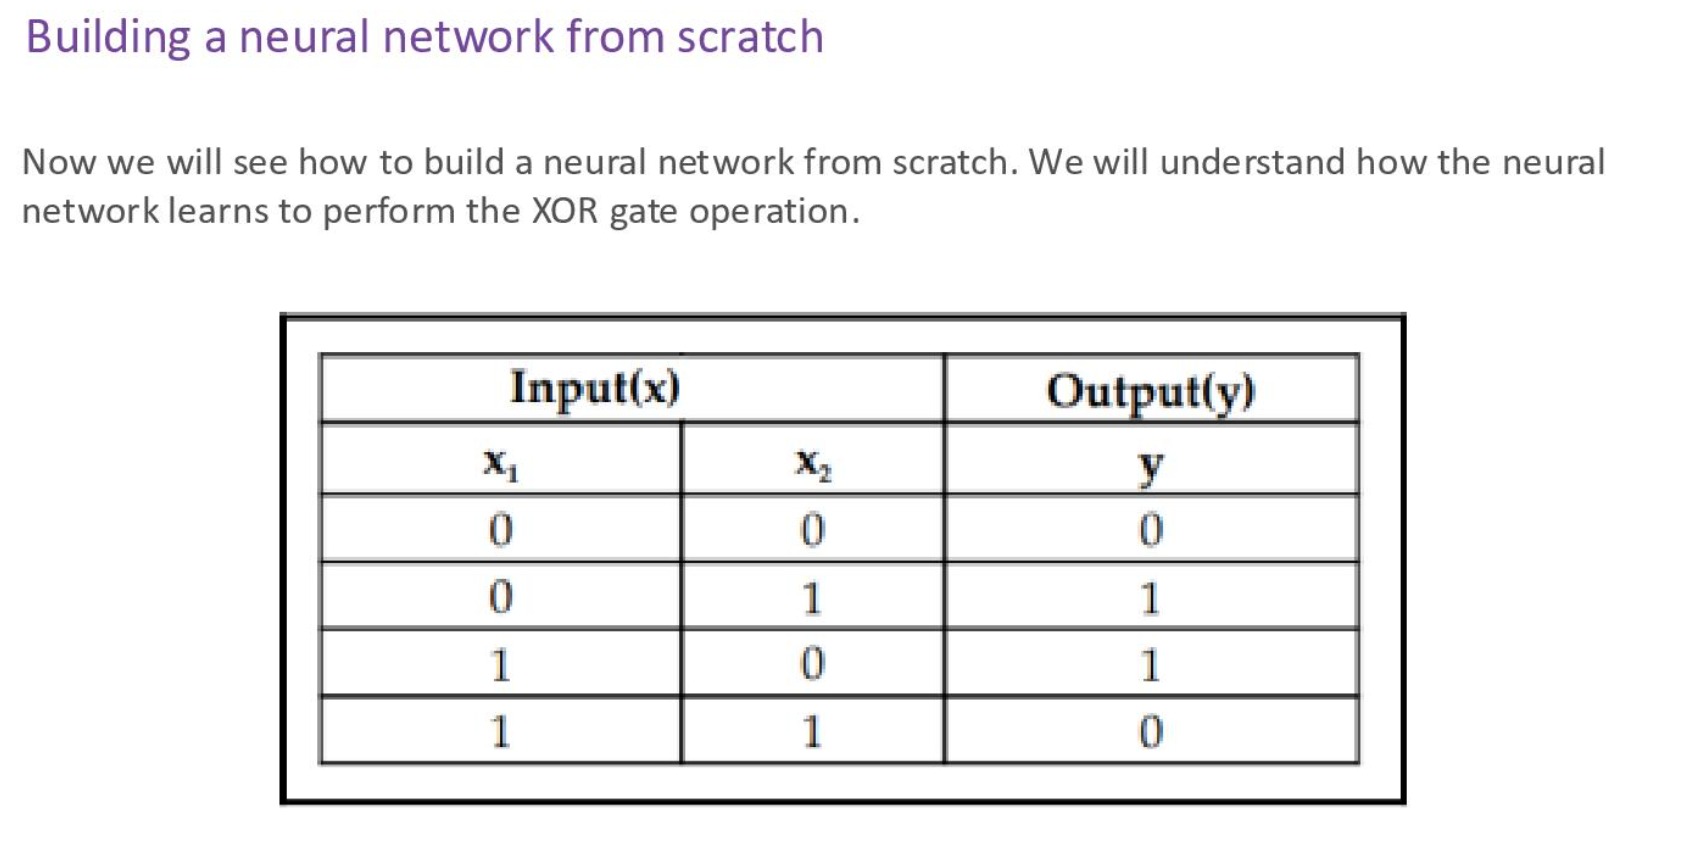 Building a neural network from scratch
Now we will see how to build a neural network from scratch. We will understand how the neural
network learns to perform the XOR gate operation.
Input(x) Output(y)
x₁ x₂ y
0 0 0
0 1 1
1 0 1
1 1 0